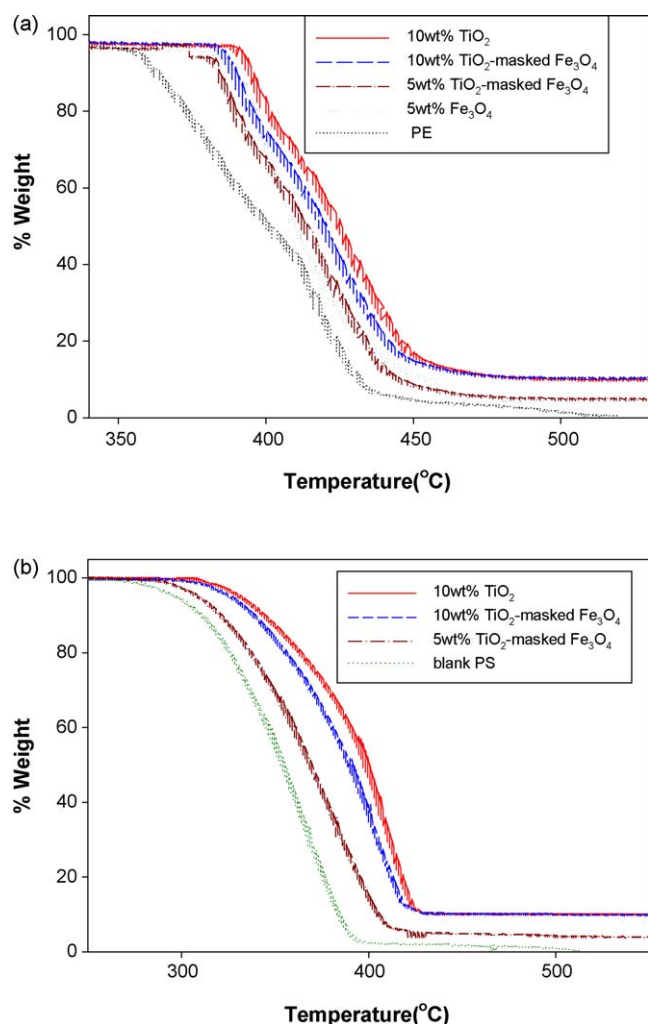 (a)
100
80
60
40
20
0
% Weight
10wt% TiO₂
10wt% TiO₂-masked Fe₃O₄
5wt% TiO₂-masked Fe₃O₄
5wt% Fe₃O₄
PE
350
400
450
500
Temperature(°C)
(b)
100
80
60
40
20
0
% Weight
10wt% TiO₂
10wt% TiO₂-masked Fe₃O₄
5wt% TiO₂-masked Fe₃O₄
blank PS
300
400
500
Temperature(°C)